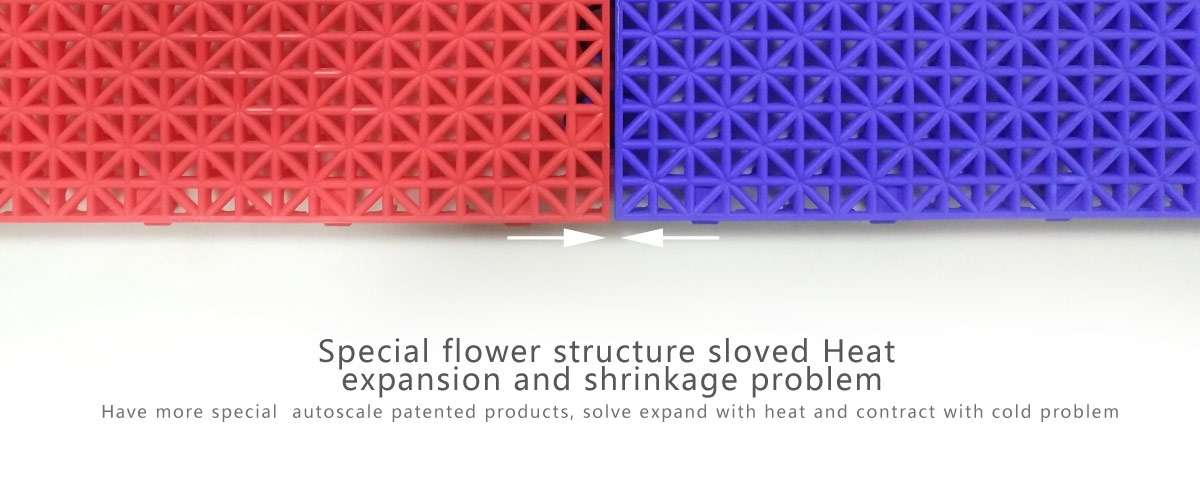 Special flower structure sloved Heat
expansion and shrinkage problem
Have more special autoscale patented products, solve expand with heat and contract with cold problem